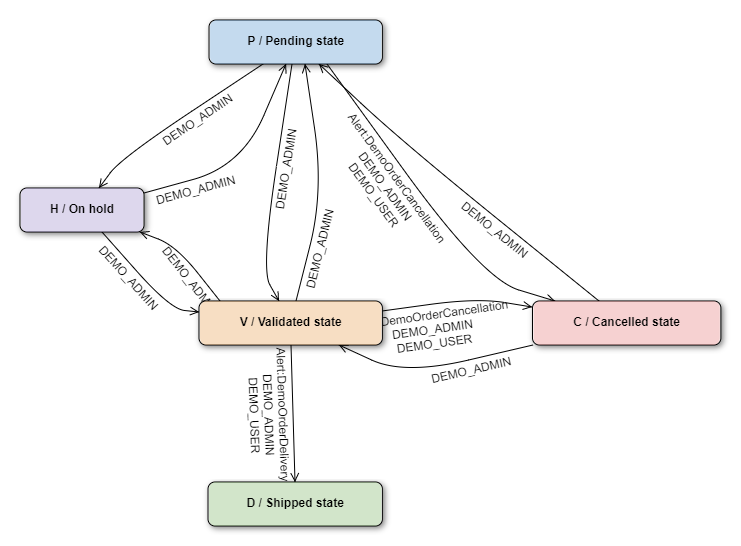 P / Pending state
DEMO_ADMIN
DEMO_ADMIN
DEMO_ADMIN
DEMO_ADMIN
Alert:DemoOrderCancellation
DEMO_ADMIN
DEMO_USER
DEMO_ADMIN
H / On hold
DEMO_ADMIN
DEMO_ADM
V / Validated state
DemoOrderCancellation
DEMO_ADMIN
DEMO_USER
C / Cancelled state
DEMO_ADMIN
Alert:DemoOrderDelivery
DEMO_ADMIN
DEMO_USER
D / Shipped state